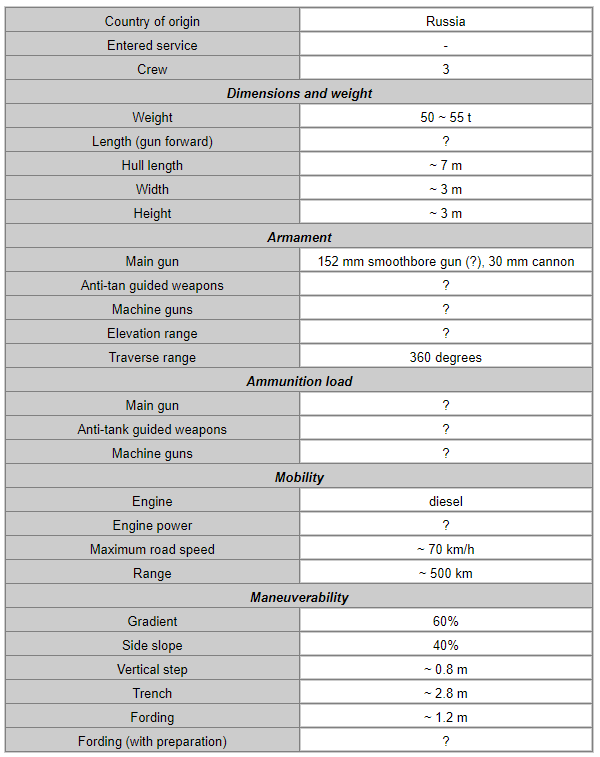 Country of origin Russia
Entered service -
Crew 3
Dimensions and weight
Weight 50 ~ 55 t
Length (gun forward) ?
Hull length ~ 7 m
Width ~ 3 m
Height ~ 3 m
Armament
Main gun 152 mm smoothbore gun (?), 30 mm cannon
Anti-tan guided weapons ?
Machine guns ?
Elevation range ?
Traverse range 360 degrees
Ammunition load
Main gun ?
Anti-tank guided weapons ?
Machine guns ?
Mobility
Engine diesel
Engine power ?
Maximum road speed ~ 70 km/h
Range ~ 500 km
Maneuverability
Gradient 60%
Side slope 40%
Vertical step ~ 0.8 m
Trench ~ 2.8 m
Fording ~ 1.2 m
Fording (with preparation) ?